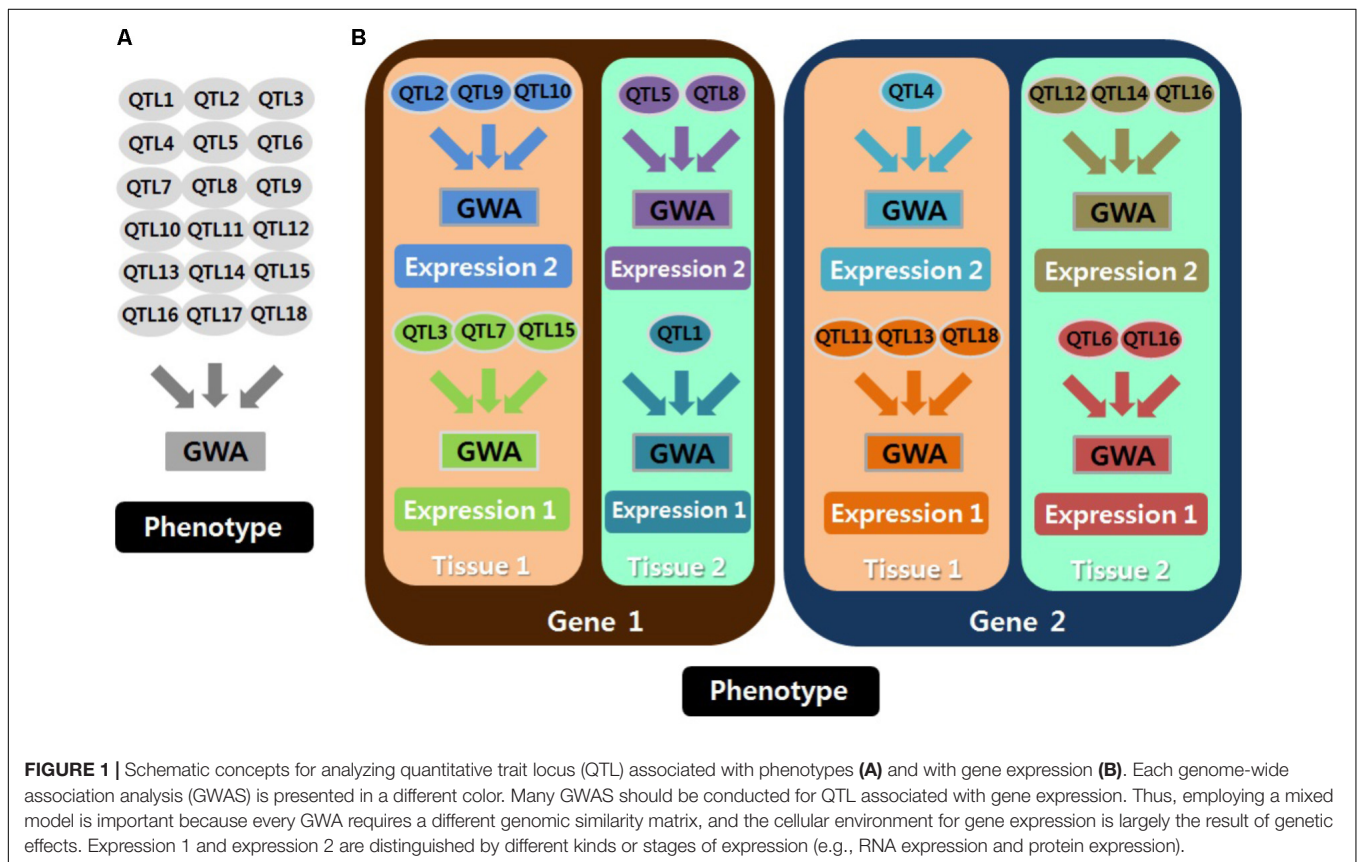 A
QTL1 QTL2 QTL3
QTL4 QTL5 QTL6
QTL7 QTL8 QTL9
QTL10 QTL11 QTL12
QTL13 QTL14 QTL15
QTL16 QTL17 QTL18
GWA
Phenotype
B
QTL2 QTL9 QTL10
GWA
Expression 2
QTL3 QTL7 QTL15
GWA
Expression 1
Tissue 1
QTL5 QTL8
GWA
Expression 2
QTL1
GWA
Expression 1
Tissue 2
Gene 1
QTL4
GWA
Expression 2
QTL11 QTL13 QTL18
GWA
Expression 1
Tissue 1
QTL12 QTL14 QTL16
GWA
Expression 2
QTL6 QTL16
GWA
Expression 1
Tissue 2
Gene 2
Phenotype
FIGURE 1 | Schematic concepts for analyzing quantitative trait locus (QTL) associated with phenotypes (A) and with gene expression (B). Each genome-wide
association analysis (GWAS) is presented in a different color. Many GWAS should be conducted for QTL associated with gene expression. Thus, employing a mixed
model is important because every GWA requires a different genomic similarity matrix, and the cellular environment for gene expression is largely the result of genetic
effects. Expression 1 and expression 2 are distinguished by different kinds or stages of expression (e.g., RNA expression and protein expression).